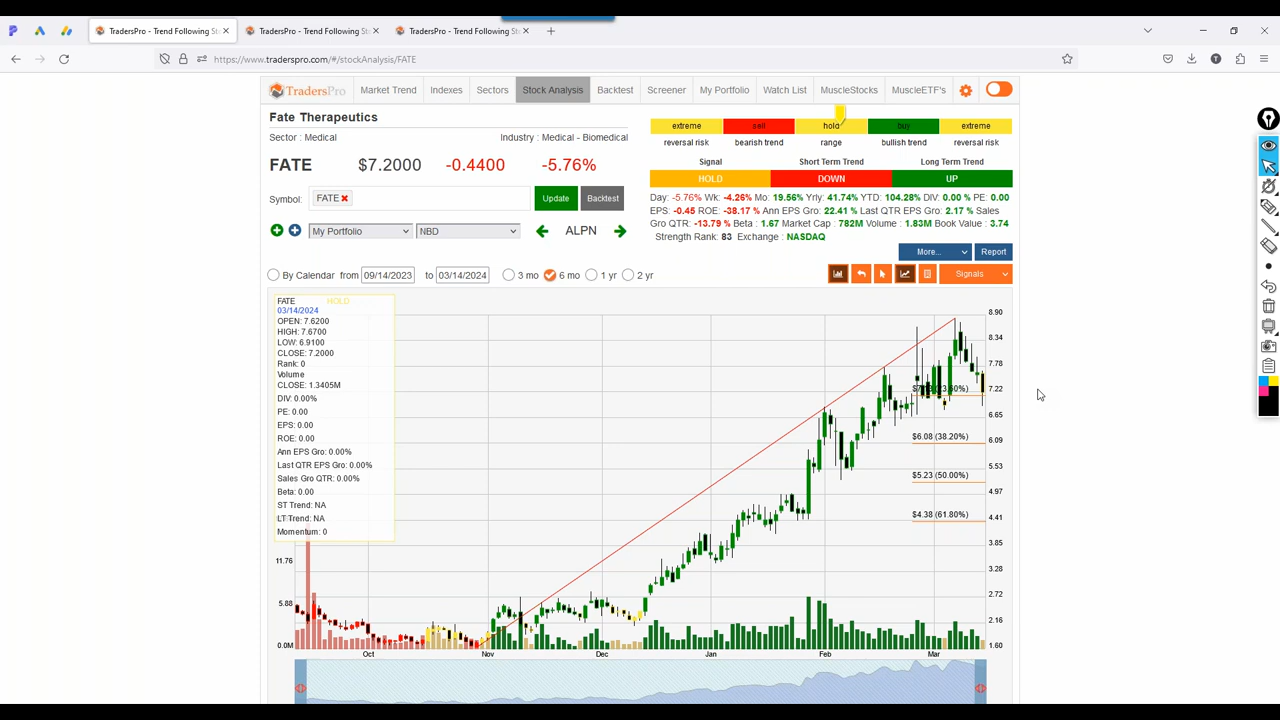 TradersPro - Trend Following St
TradersPro - Trend Following St
TradersPro - Trend Following St
https://www.traderspro.com/#/stockAnalysis/FATE
TradersPro
Market Trend
Indexes
Sectors
Stock Analysis
Backtest
Screener
My Portfolio
Watch List
MuscleStocks
MuscleETF's
Fate Therapeutics
Sector : Medical
Industry : Medical - Biomedical
FATE $7.2000 -0.4400 -5.76%
Symbol: FATE
Update
Backtest
My Portfolio
NBD
ALPN
extreme sell hold buy extreme
reversal risk bearish trend range bullish trend reversal risk
Signal Short Term Trend Long Term Trend
HOLD DOWN UP
Day: -5.76% Wk: -4.26% Mo: 19.56% Yrly: 41.74% YTD: 104.28% DIV: 0.00 % PE: 0.00
EPS: -0.45 ROE: -38.17 % Ann EPS Gro: 22.41 % Last QTR EPS Gro: 2.17 % Sales
Gro QTR: -13.79 % Beta : 1.67 Market Cap : 782M Volume : 1.83M Book Value : 3.74
Strength Rank: 83 Exchange : NASDAQ
More...
Report
By Calendar from 09/14/2023 to 03/14/2024 3 mo 6 mo 1 yr 2 yr
Signals
FATE HOLD
03/14/2024
OPEN: 7.6200
HIGH: 7.6700
LOW: 6.9100
CLOSE: 7.2000
Rank: 0
Volume
CLOSE: 1.3405M
DIV: 0.00%
PE: 0.00
EPS: 0.00
ROE: 0.00
Ann EPS Gro: 0.00%
Last QTR EPS Gro: 0.00%
Sales Gro QTR: 0.00%
Beta: 0.00
ST Trend: NA
LT Trend: NA
Momentum: 0
11.76
5.88
0.0M
8.90
8.34
7.78
7.22
6.65
6.09
5.53
4.97
4.41
3.85
3.28
2.72
2.16
1.60
$6.08 (38.20%)
$5.23 (50.00%)
$4.38 (61.80%)
Oct Nov Dec Jan Feb Mar